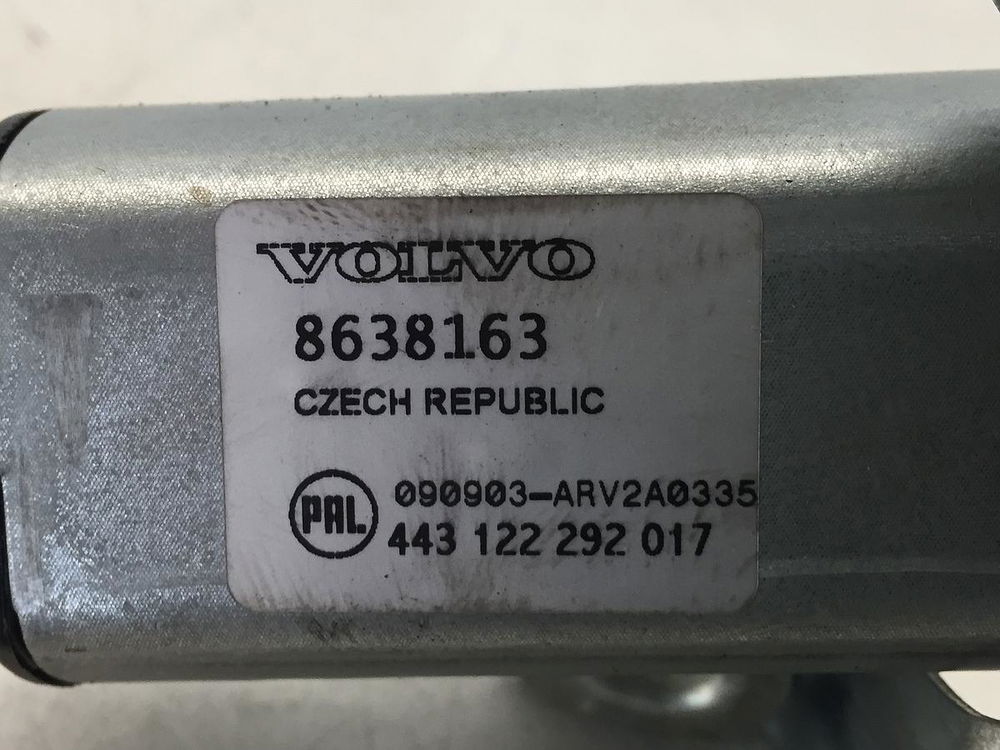 VOLVO
8638163
CZECH REPUBLIC
PAL 090903-ARV2A0335
443 122 292 017